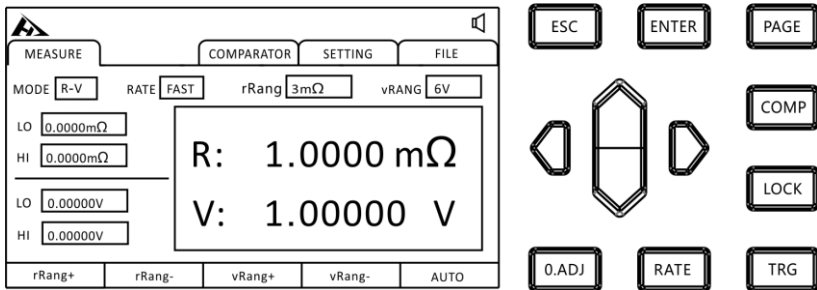 ESC ENTER PAGE
MEASURE COMPARATOR SETTING FILE
MODE R-V RATE FAST rRang 3mΩ vRANG 6V
COMP
LO 0.0000mΩ
HI 0.0000mΩ
R: 1.0000 mΩ
LOCK
LO 0.00000V
HI 0.00000V
V: 1.00000 V
rRang+ rRang- vRang+ vRang- AUTO
0.ADJ RATE TRG